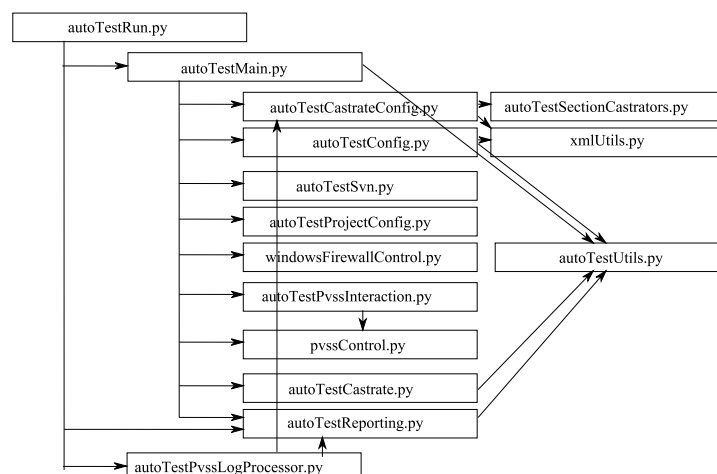 autoTestRun.py
autoTestMain.py
autoTestCastrateConfig.py
autoTestSectionCastrators.py
autoTestConfig.py
xmlUtils.py
autoTestSvn.py
autoTestProjectConfig.py
windowsFirewallControl.py
autoTestUtils.py
autoTestPvssInteraction.py
pvssControl.py
autoTestCastrate.py
autoTestReporting.py
autoTestPvssLogProcessor.py